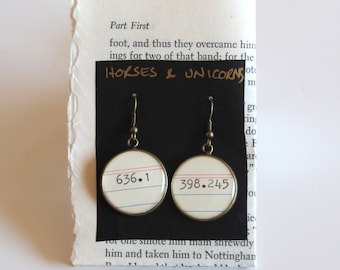 Part First
foot, and thus they overcame him
ings for two of that band; for the
HORSES & UNICORNS
636.1
398.245
for one smote him main shrewdly
him and taken him to Nottingham